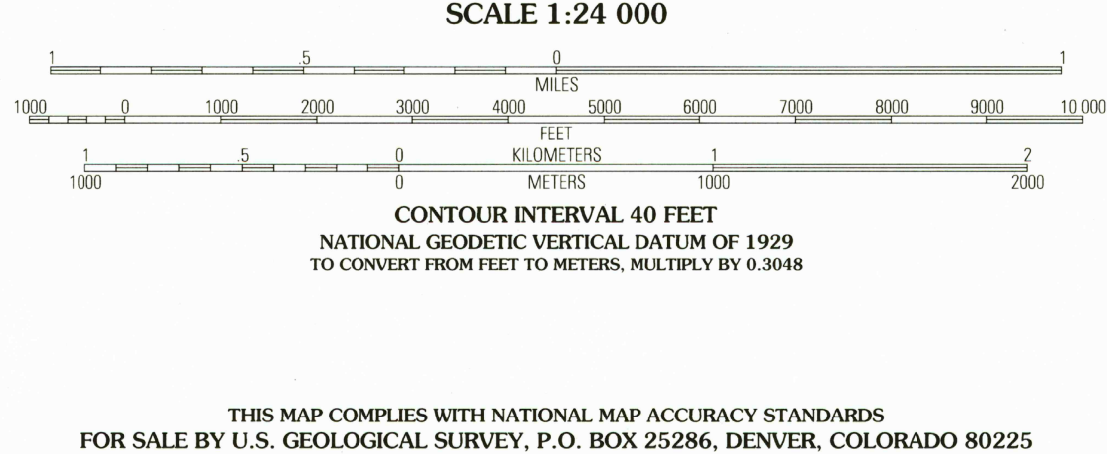 SCALE 1:24 000
1 .5 0 1
MILES
1000 0 1000 2000 3000 4000 5000 6000 7000 8000 9000 10 000
FEET
1 .5 0 KILOMETERS 1 2
1000 0 METERS 1000 2000
CONTOUR INTERVAL 40 FEET
NATIONAL GEODETIC VERTICAL DATUM OF 1929
TO CONVERT FROM FEET TO METERS, MULTIPLY BY 0.3048
THIS MAP COMPLIES WITH NATIONAL MAP ACCURACY STANDARDS
FOR SALE BY U.S. GEOLOGICAL SURVEY, P.O. BOX 25286, DENVER, COLORADO 80225